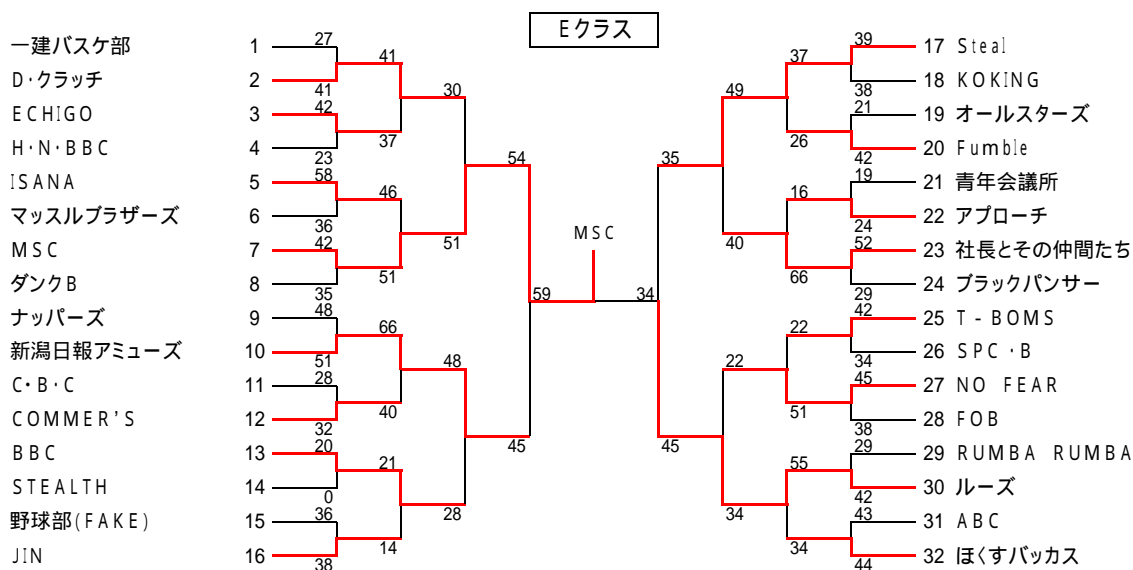 Eクラス
一建バスケ部 1 27
D・クラッチ 2 41
41
ECHIGO 3 42
H・N・BBC 4 23
37
30
ISANA 5 58
マッスルブラザーズ 6 36
46
MSC 7 42
ダンクB 8 35
51
51
54
ナッパーズ 9 48
新潟日報アミューズ 10 51
66
C・B・C 11 28
COMMER'S 12 32
40
48
BBC 13 20
STEALTH 14 0
21
野球部(FAKE) 15 36
JIN 16 38
14
28
45
59
MSC
34
39 17 Steal
38 18 KOKING
37
21 19 オールスターズ
42 20 Fumble
26
49
19 21 青年会議所
24 22 アプローチ
16
52 23 社長とその仲間たち
29 24 ブラックパンサー
66
40
35
42 25 T-BOMS
34 26 SPC・B
22
45 27 NO FEAR
38 28 FOB
51
22
29 29 RUMBA RUMBA
42 30 ルーズ
55
43 31 ABC
44 32 ほくすバッカス
34
34
45